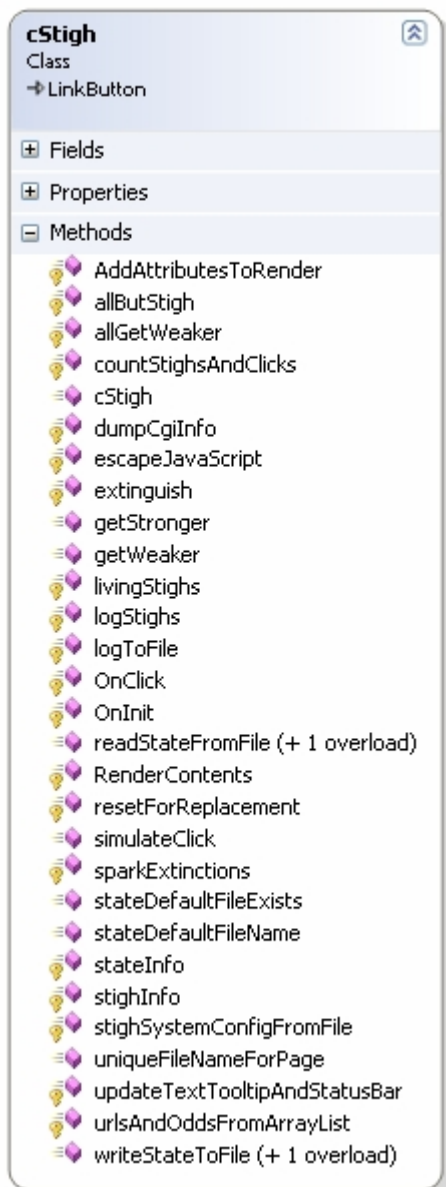 cStigh
Class
LinkButton
Fields
Properties
Methods
AddAttributesToRender
allButStigh
allGetWeaker
countStighsAndClicks
cStigh
dumpCgiInfo
escapeJavaScript
extinguish
getStronger
getWeaker
livingStighs
logStighs
logToFile
OnClick
OnInit
readStateFromFile (+ 1 overload)
RenderContents
resetForReplacement
simulateClick
sparkExtinctions
stateDefaultFileExists
stateDefaultFileName
stateInfo
stighInfo
stighSystemConfigFromFile
uniqueFileNameForPage
updateTextTooltipAndStatusBar
urlsAndOddsFromArrayList
writeStateToFile (+ 1 overload)